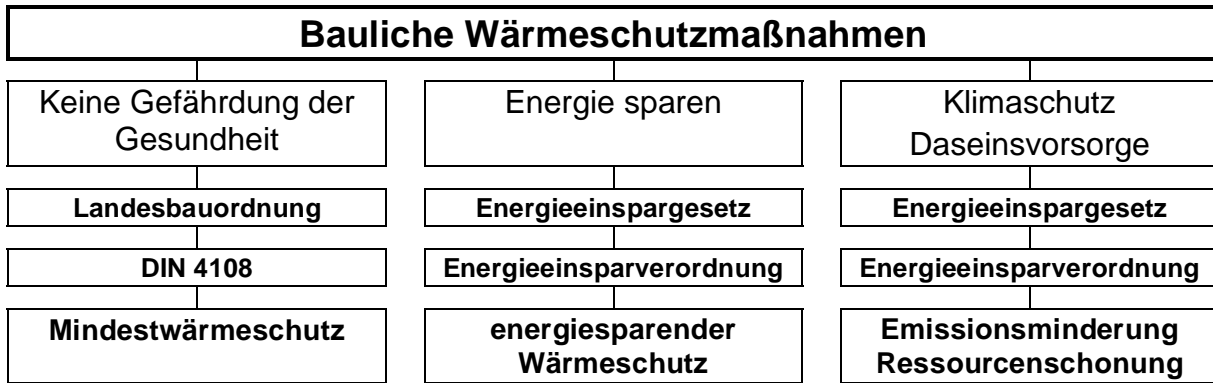 Bauliche Wärmeschutzmaßnahmen
Keine Gefährdung der
Gesundheit
Energie sparen
Klimaschutz
Daseinsvorsorge
Landesbauordnung
Energieeinspargesetz
Energieeinspargesetz
DIN 4108
Energieeinsparverordnung
Energieeinsparverordnung
Mindestwärmeschutz
energiesparender
Wärmeschutz
Emissionsminderung
Ressourcenschonung